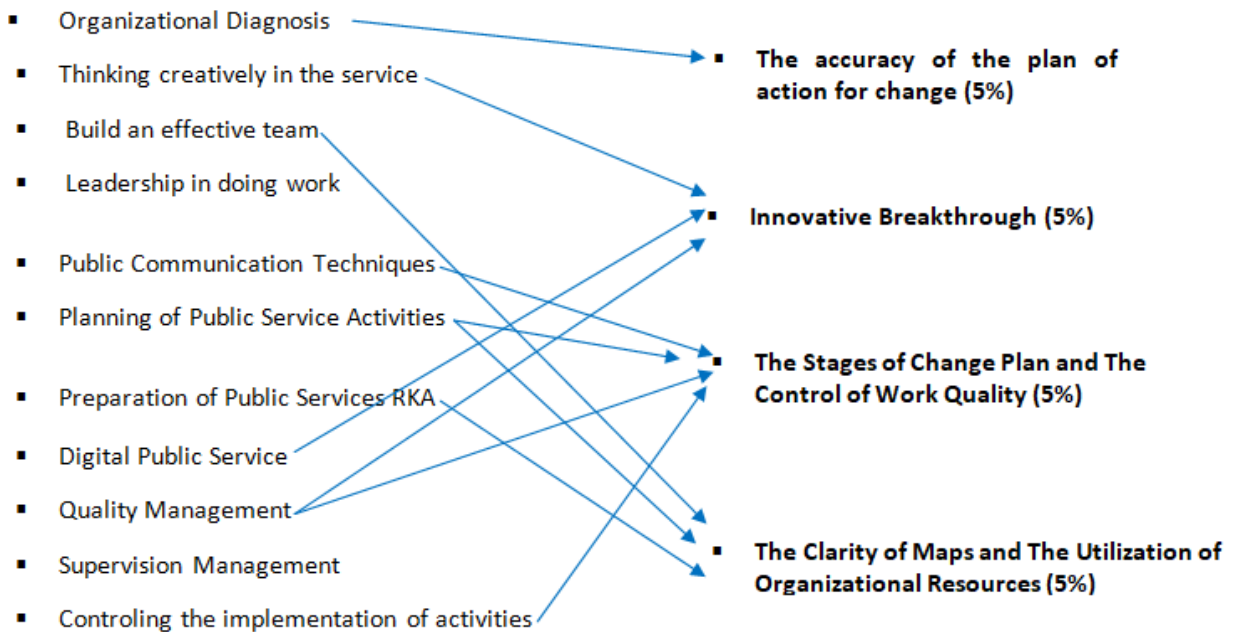 Organizational Diagnosis
Thinking creatively in the service
Build an effective team
Leadership in doing work
Public Communication Techniques
Planning of Public Service Activities
Preparation of Public Services RKA
Digital Public Service
Quality Management
Supervision Management
Controling the implementation of activities
The accuracy of the plan of
action for change (5%)
Innovative Breakthrough (5%)
The Stages of Change Plan and The
Control of Work Quality (5%)
The Clarity of Maps and The Utilization of
Organizational Resources (5%)